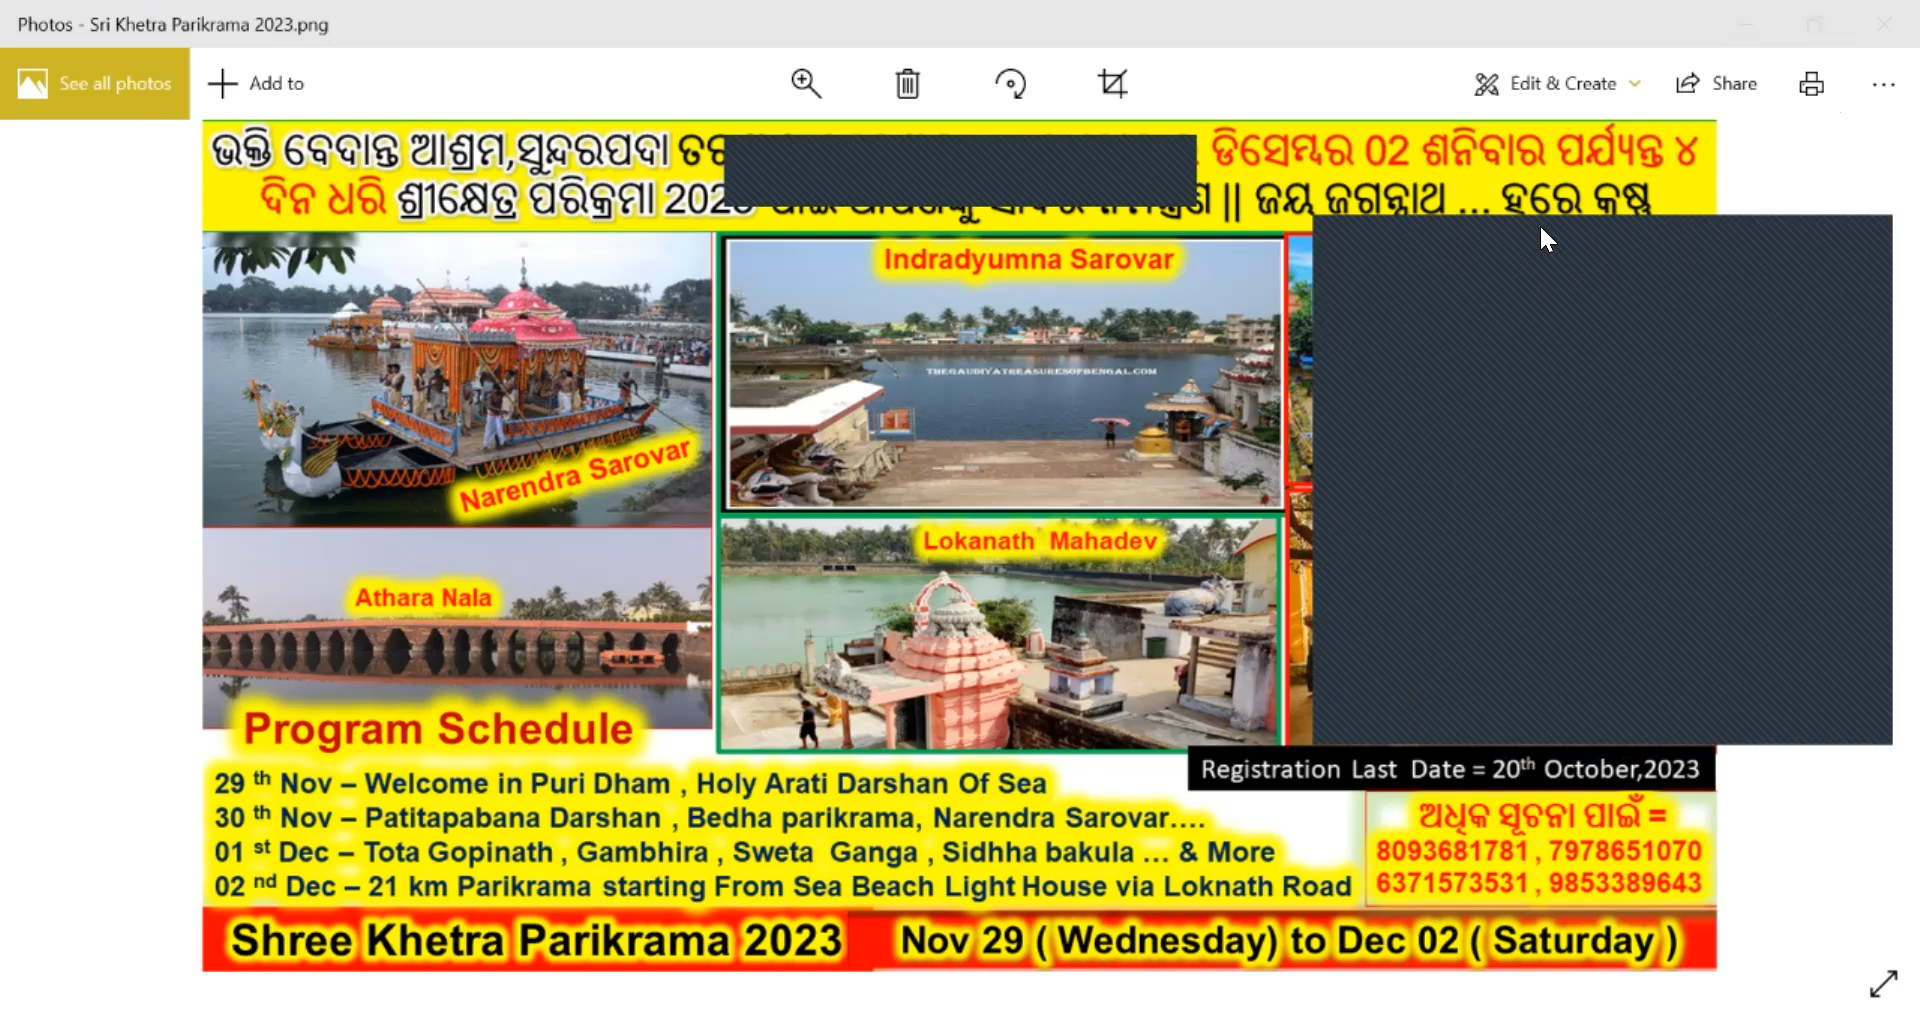 Photos - Sri Khetra Parikrama 2023.png
See all photos
Add to
Edit & Create
Share
ଭକ୍ତି ବେଦାନ୍ତ ଆଶ୍ରମ,ସୁନ୍ଦରପଦା ଡିସେମ୍ଭର 02 ଶନିବାର ପର୍ଯ୍ୟନ୍ତ ୪
ଦିନ ଧରି ଶ୍ରୀକ୍ଷେତ୍ର ପରିକ୍ରମା 2023 || ଜୟ ଜଗନ୍ନାଥ ... ହରେ କୃଷ୍ଣ
Indradyumna Sarovar
THEGAUDIYATREASURESOFBENGAL.COM
Narendra Sarovar
Lokanath Mahadev
Athara Nala
Program Schedule
Registration Last Date = 20th October,2023
29 th Nov – Welcome in Puri Dham , Holy Arati Darshan Of Sea
30 th Nov – Patitapabana Darshan , Bedha parikrama, Narendra Sarovar....
01 st Dec – Tota Gopinath , Gambhira , Sweta Ganga , Sidhha bakula ... & More
02 nd Dec – 21 km Parikrama starting From Sea Beach Light House via Loknath Road
ଅଧିକ ସୂଚନା ପାଇଁ =
8093681781 , 7978651070
6371573531 , 9853389643
Shree Khetra Parikrama 2023 Nov 29 ( Wednesday) to Dec 02 ( Saturday )